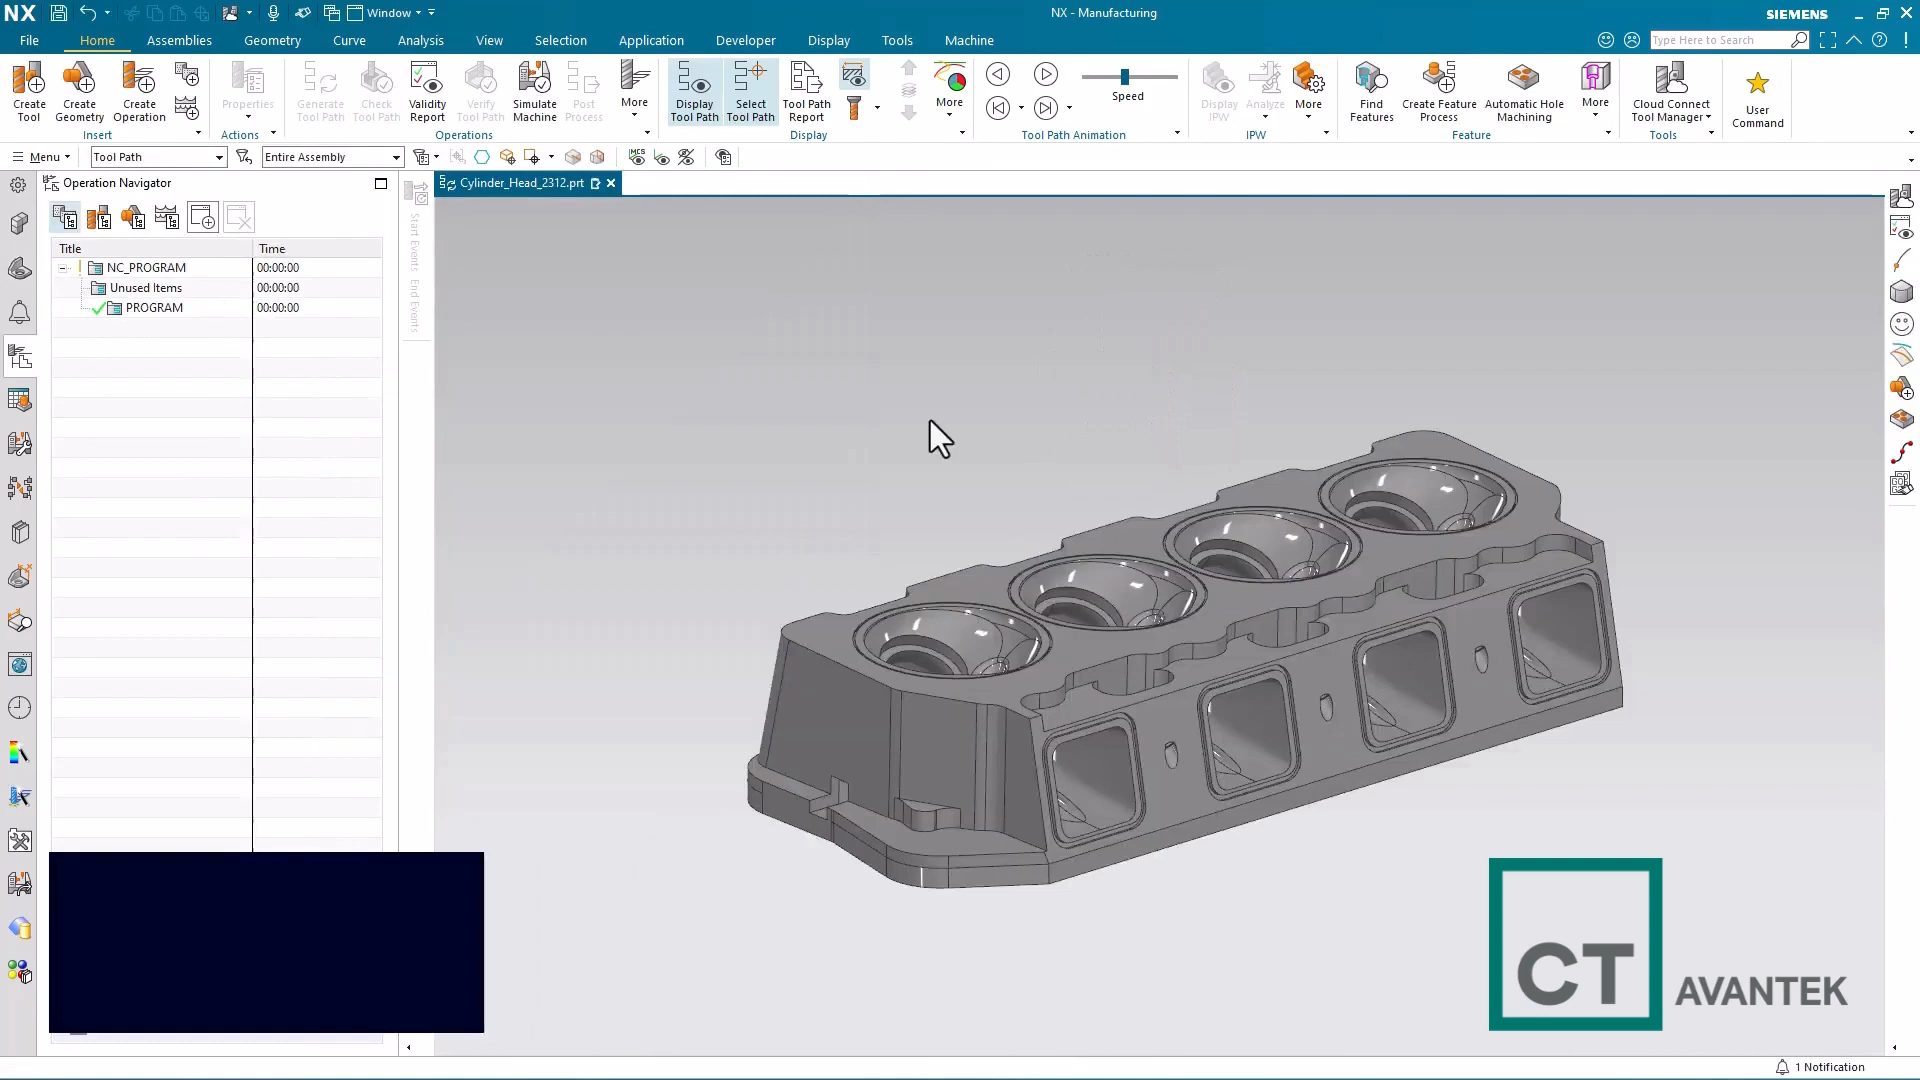 NX
Window
NX - Manufacturing
SIEMENS
File
Home
Assemblies
Geometry
Curve
Analysis
View
Selection
Application
Developer
Display
Tools
Machine
Type Here to Search
Create Tool
Create Geometry
Create Operation
Properties
Generate Tool Path
Check Tool Path
Validity Report
Verify Tool Path
Simulate Machine
Post Process
More
Display Tool Path
Select Tool Path
Tool Path Report
More
Speed
Display IPW
Analyze
More
Find Features
Create Feature Process
Automatic Hole Machining
More
Cloud Connect Tool Manager
User Command
Insert
Actions
Operations
Display
Tool Path Animation
IPW
Feature
Tools
Menu
Tool Path
Entire Assembly
MCS
Operation Navigator
Cylinder_Head_2312.prt
Title
Time
NC_PROGRAM
00:00:00
Unused Items
00:00:00
PROGRAM
00:00:00
Start Events
End Events
CT
AVANTEK
1 Notification